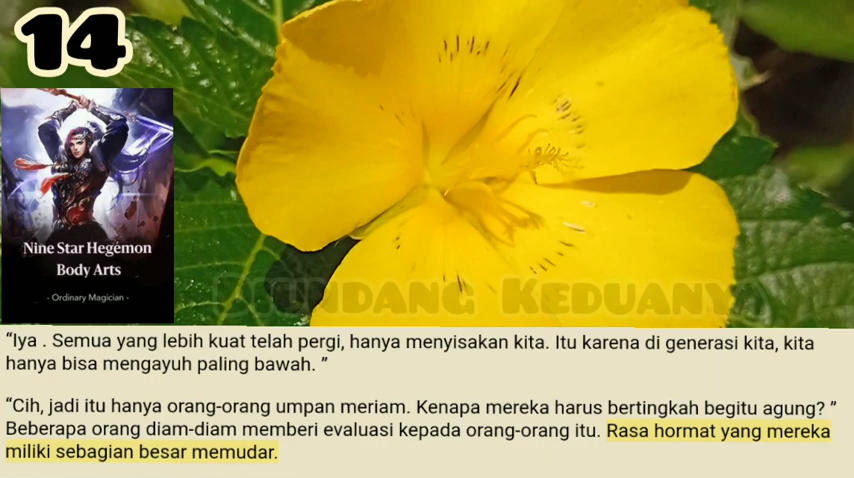 14
Nine Star Hegemon
Body Arts
- Ordinary Magician -
“Iya . Semua yang lebih kuat telah pergi, hanya menyisakan kita. Itu karena di generasi kita, kita
hanya bisa mengayuh paling bawah. ”
“Cih, jadi itu hanya orang-orang umpan meriam. Kenapa mereka harus bertingkah begitu agung? ”
Beberapa orang diam-diam memberi evaluasi kepada orang-orang itu. Rasa hormat yang mereka
miliki sebagian besar memudar.